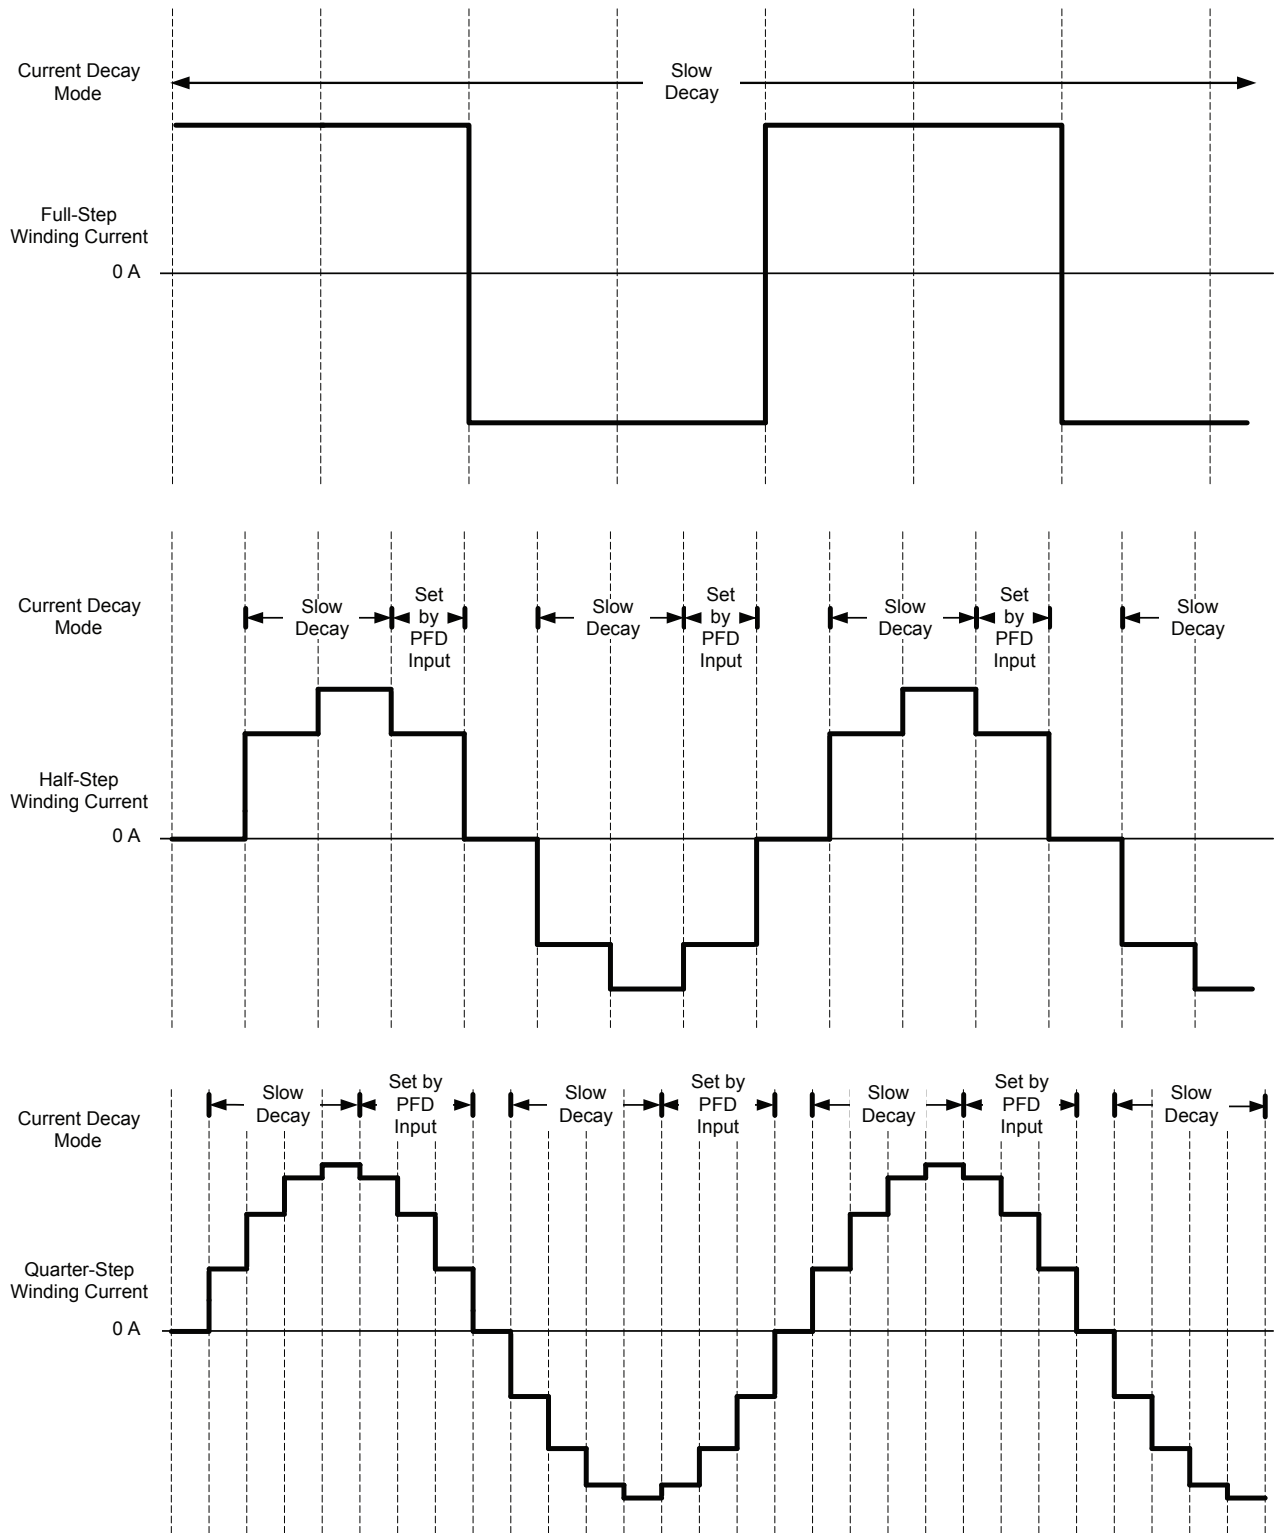 Current Decay
Mode
Slow
Decay
Full-Step
Winding Current
0 A
Current Decay
Mode
Slow
Decay
Set
by
PFD
Input
Slow
Decay
Set
by
PFD
Input
Slow
Decay
Set
by
PFD
Input
Slow
Decay
Half-Step
Winding Current
0 A
Current Decay
Mode
Slow
Decay
Set by
PFD
Input
Slow
Decay
Set by
PFD
Input
Slow
Decay
Set by
PFD
Input
Slow
Decay
Quarter-Step
Winding Current
0 A